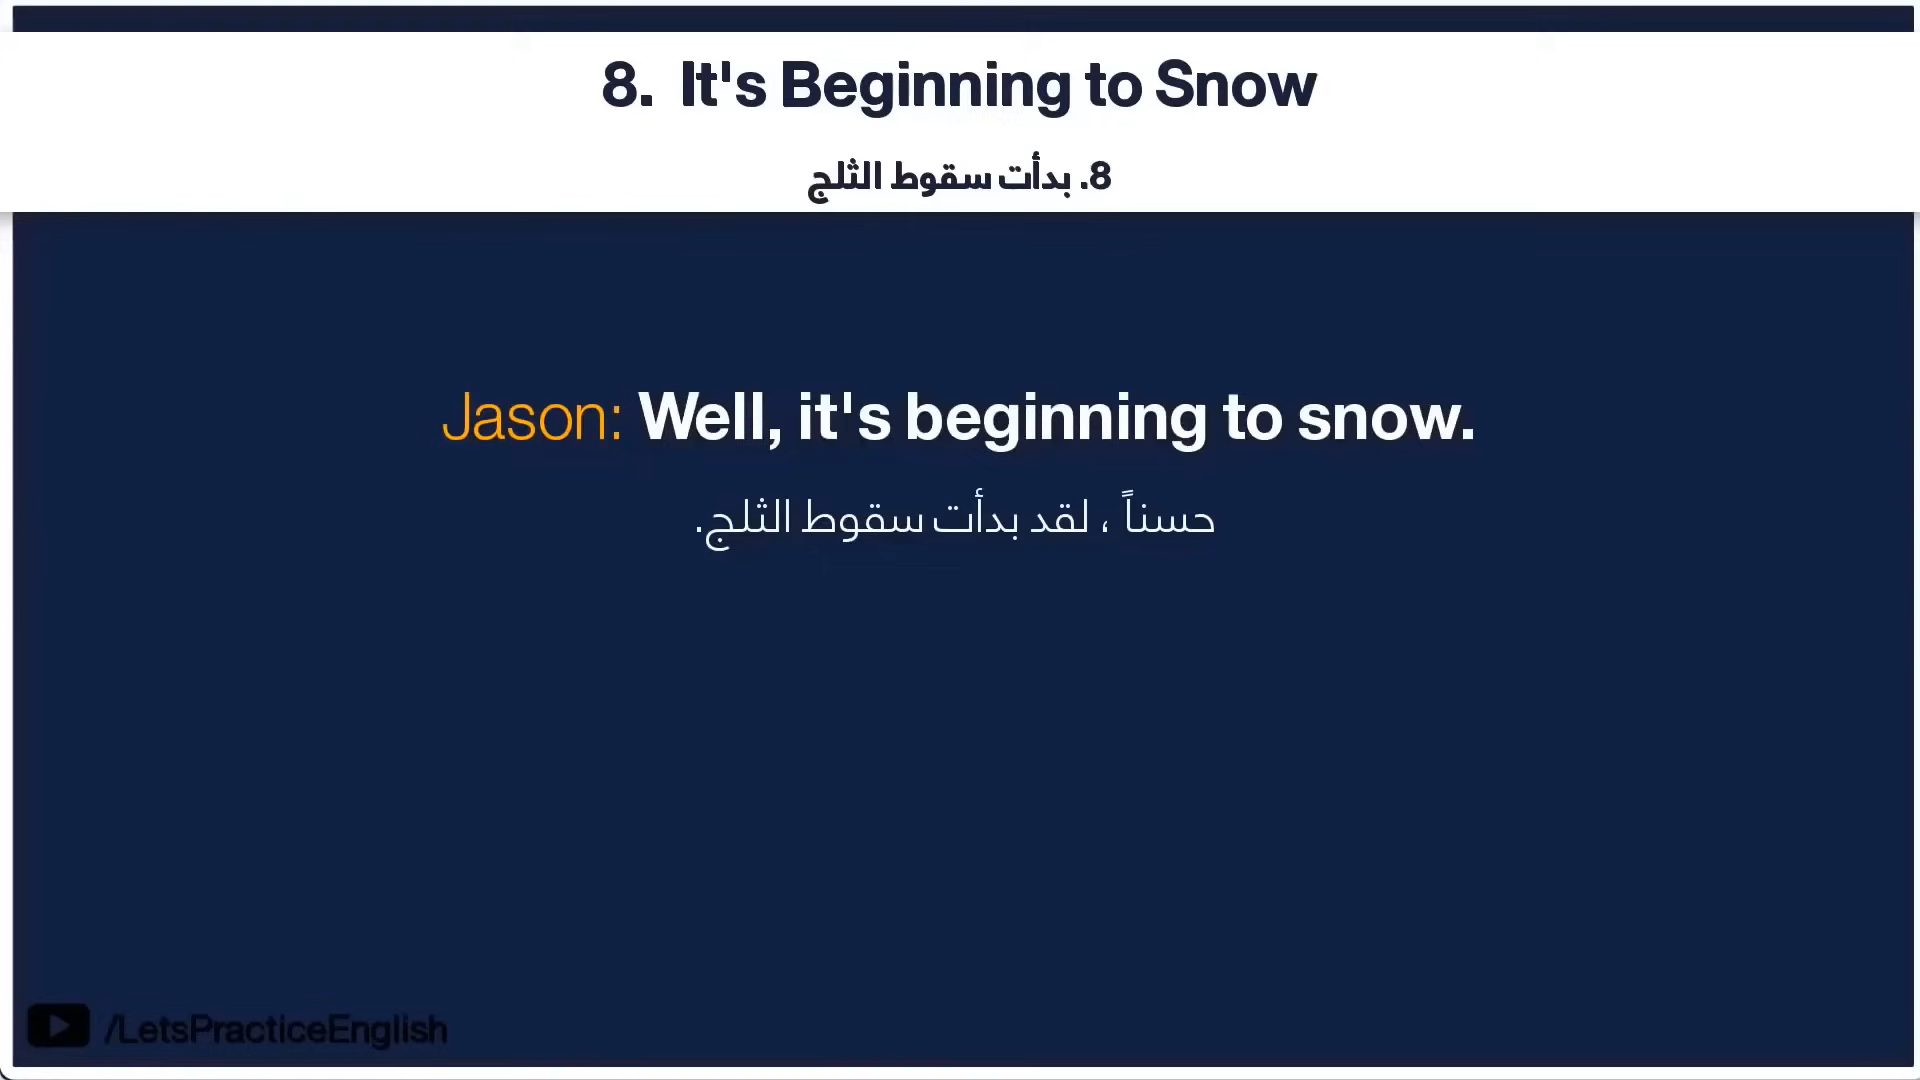 8. It's Beginning to Snow
8. بدأت سقوط الثلج
Jason: Well, it's beginning to snow.
حسناً ، لقد بدأت سقوط الثلج.
/LetsPracticeEnglish